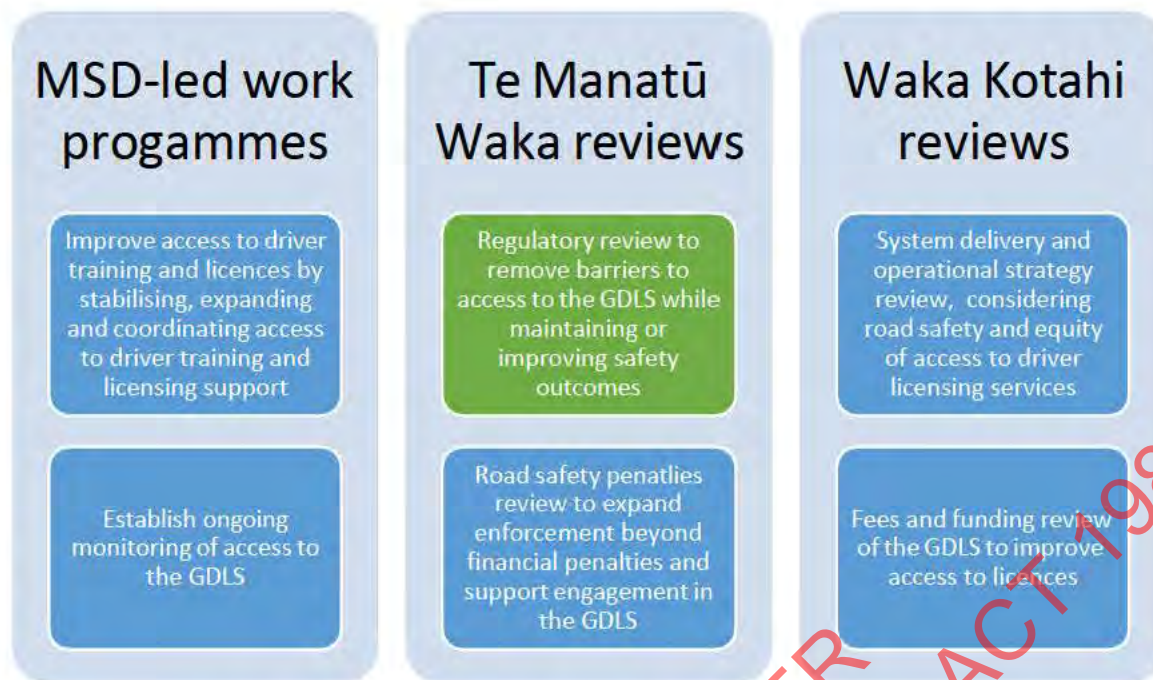 MSD-led work
progammes
Improve access to driver
training and licences by
stabilising, expanding
and coordinating access
to driver training and
licensing support
Establish ongoing
monitoring of access to
the GDLS
Te Manatū
Waka reviews
Regulatory review to
remove barriers to
access to the GDLS while
maintaining or
improving safety
outcomes
Road safety penatlies
review to expand
enforcement beyond
financial penalties and
support engagement in
the GDLS
Waka Kotahi
reviews
System delivery and
operational strategy
review, considering
road safety and equity
of access to driver
licensing services
Fees and funding review
of the GDLS to improve
access to licences
ACT